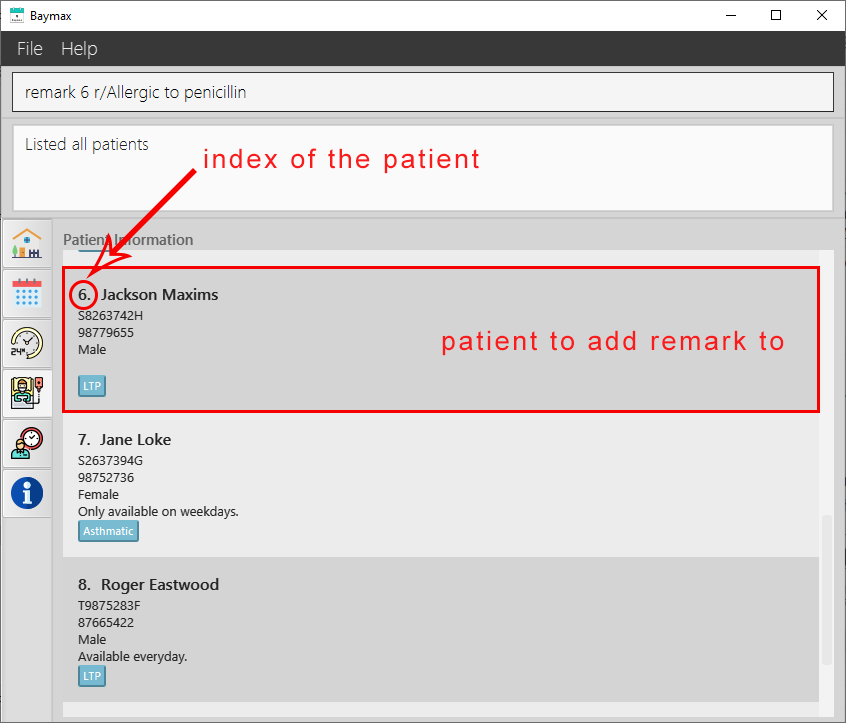 Baymax
File Help
remark 6 r/Allergic to penicillin
Listed all patients
index of the patient
Patient Information
6. Jackson Maxims
S8263742H
98779655
Male
patient to add remark to
LTP
7. Jane Loke
S2637394G
98752736
Female
Only available on weekdays.
Asthmatic
8. Roger Eastwood
T9875283F
87665422
Male
Available everyday.
LTP
24H